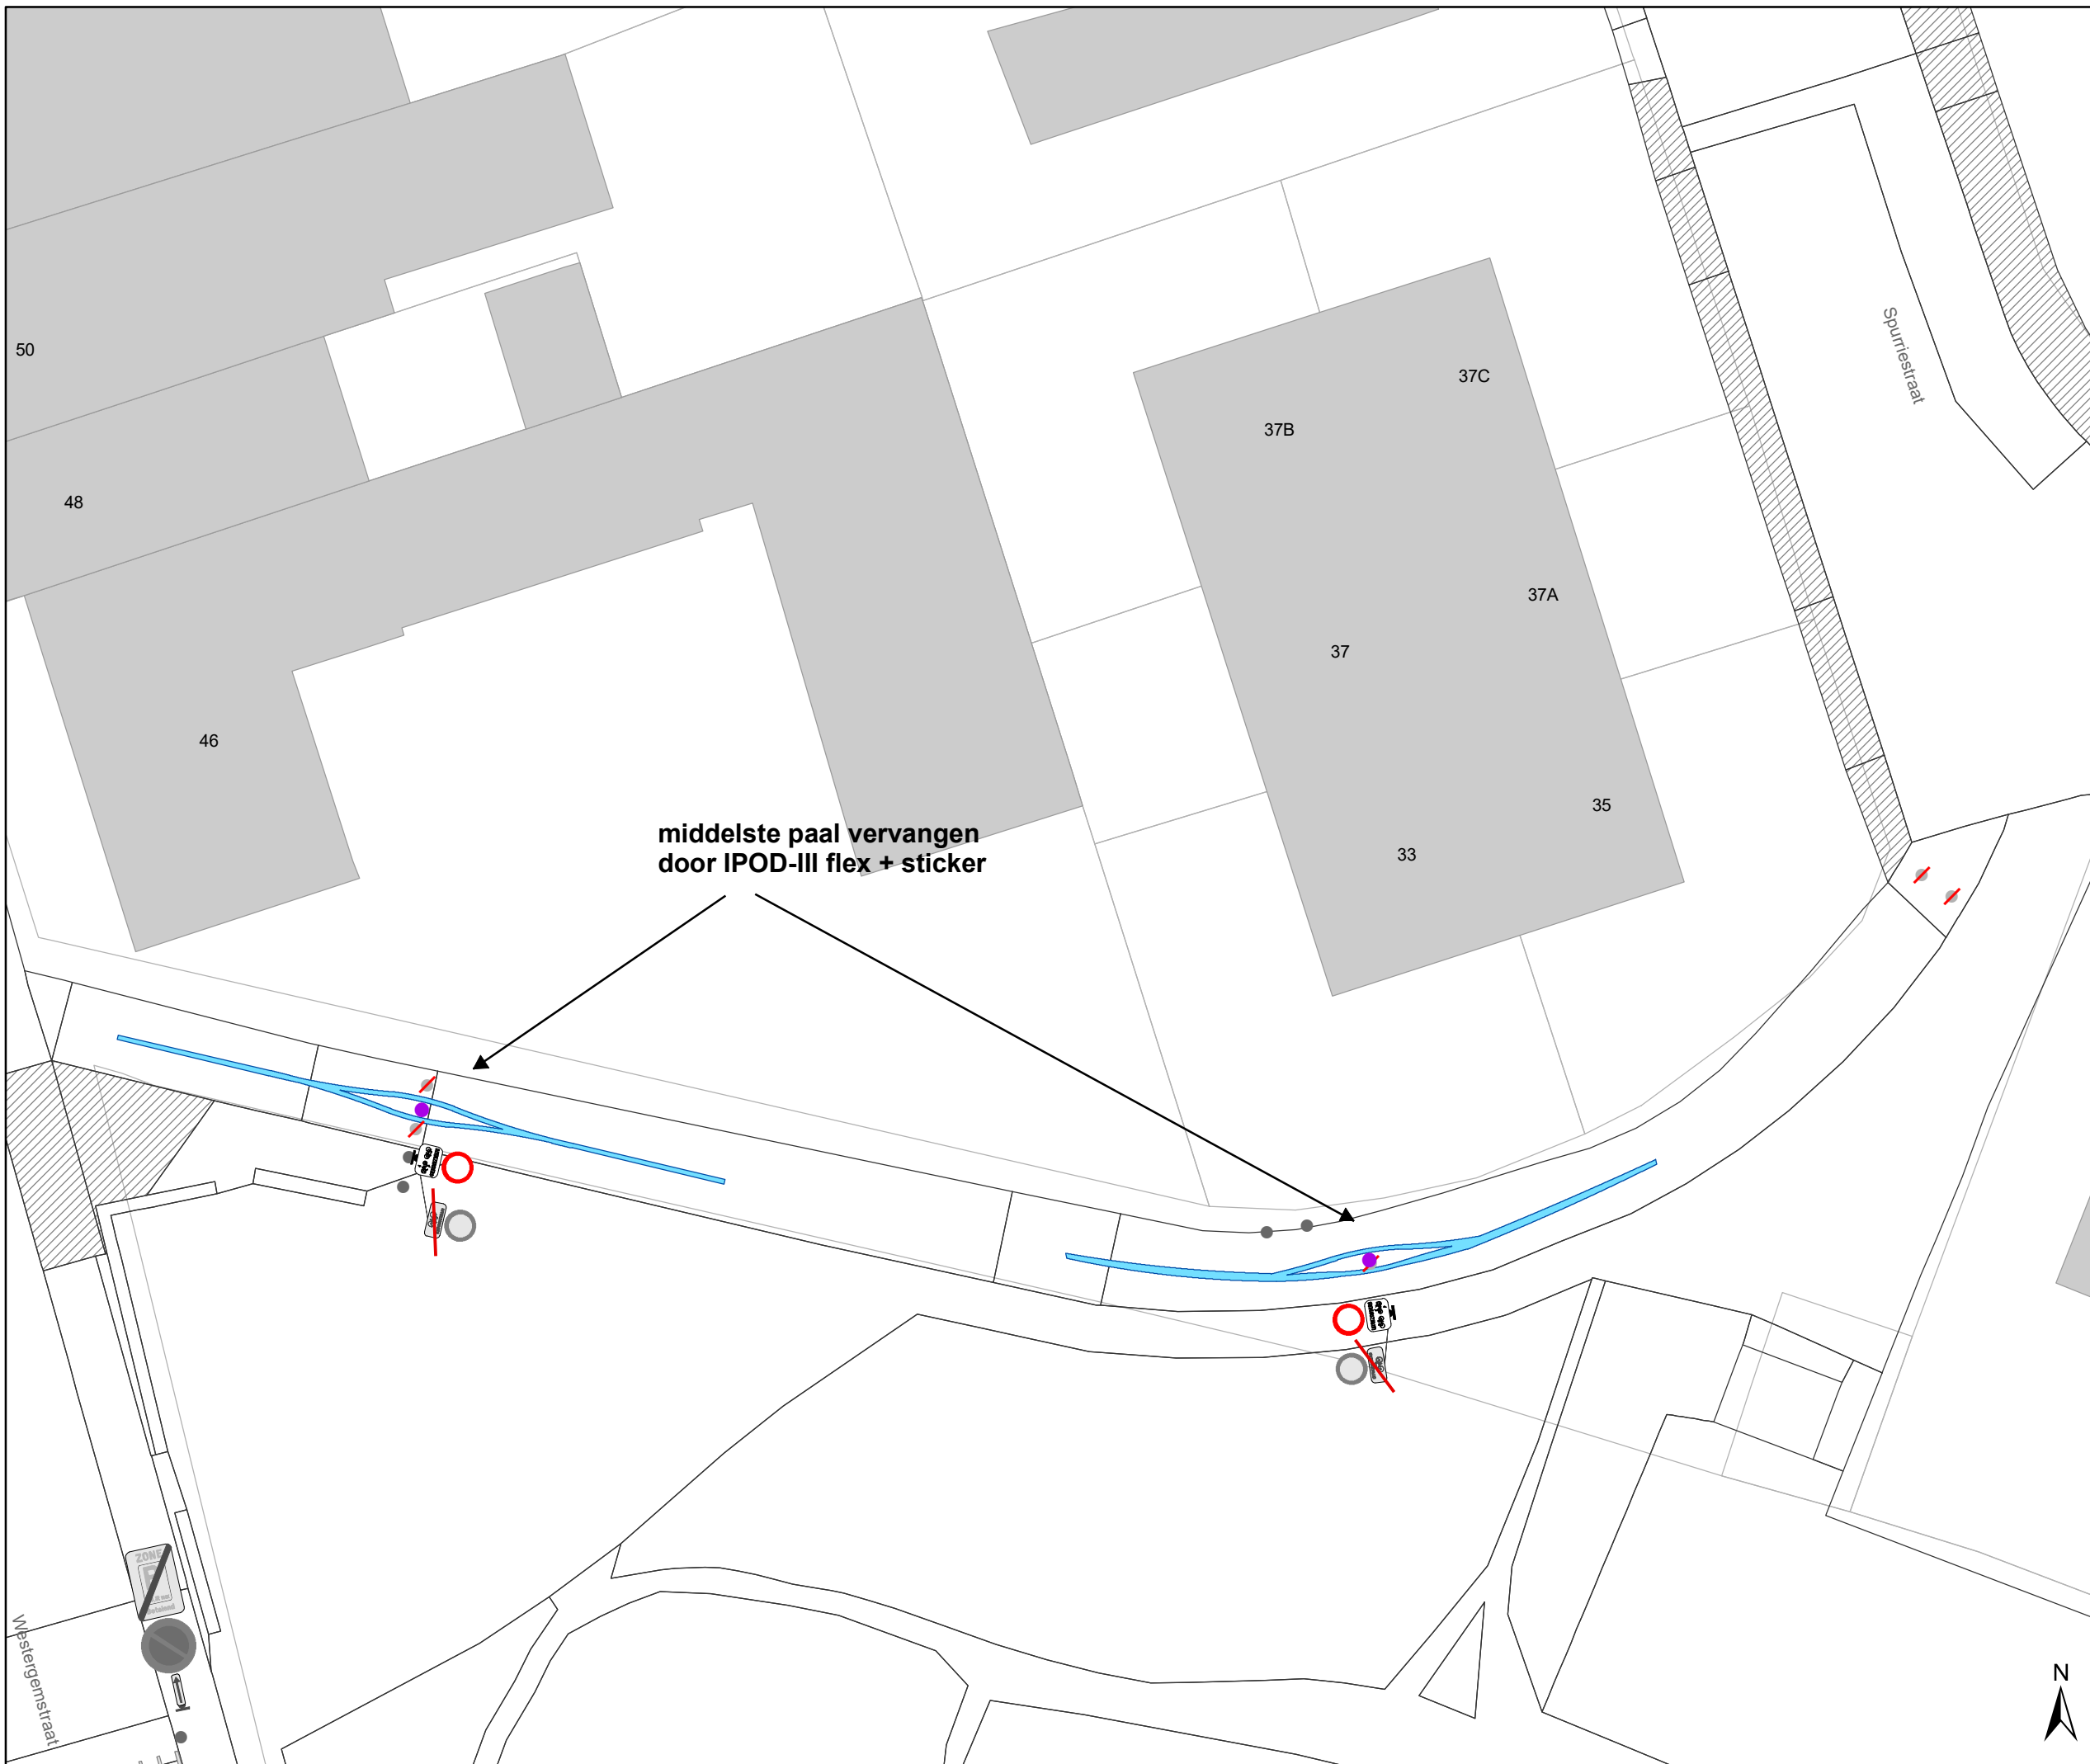 50
48
46
37C
37B
37A
37
35
33
Spurriestraat
middelste paal vervangen
door IPOD-III flex + sticker
ZONE
Westergemstraat
N